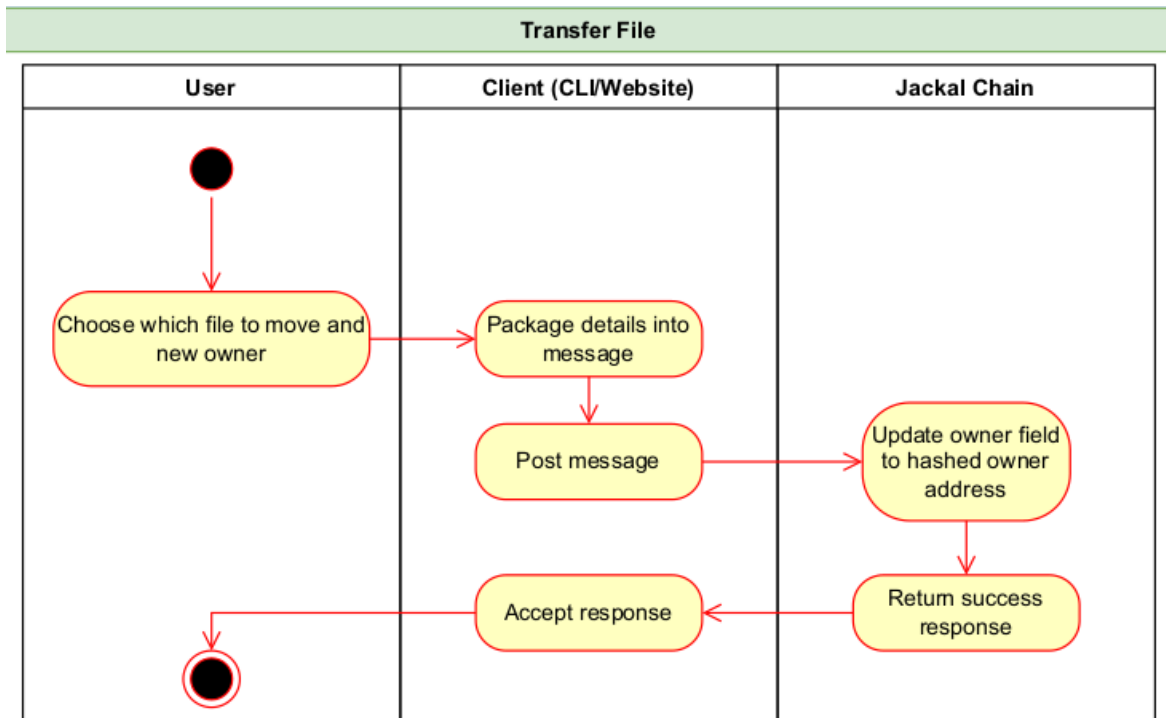 Transfer File
User
Client (CLI/Website)
Jackal Chain
Choose which file to move and
new owner
Package details into
message
Post message
Update owner field
to hashed owner
address
Return success
response
Accept response